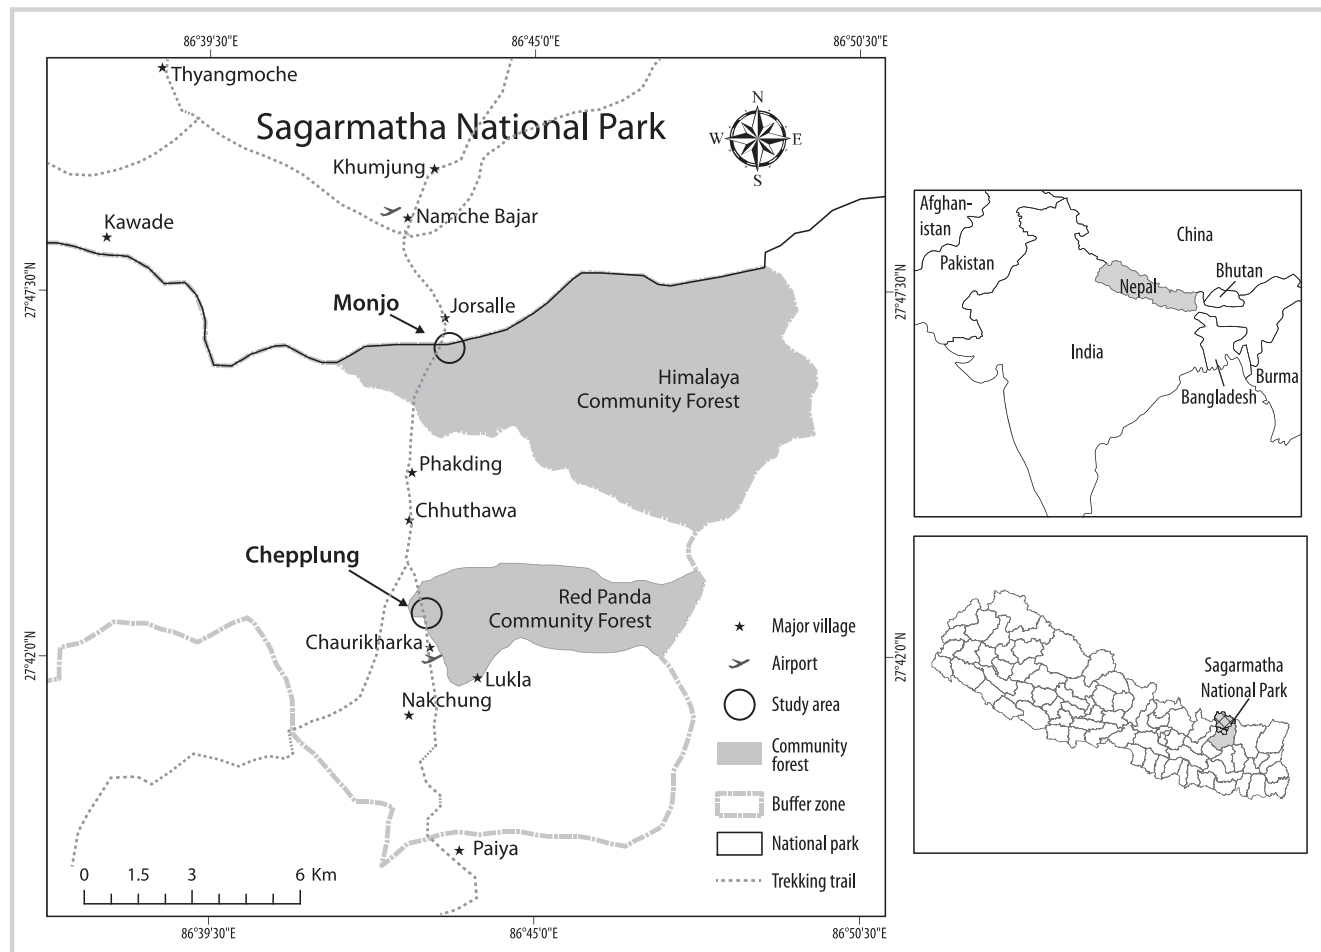 86°39'30"E
86°45'0"E
86°50'30"E
Thyangmoche
Sagarmatha National Park
N
W
E
S
Khumjung
Namche Bajar
Kawade
27°47'30"N
27°47'30"N
Monjo
Jorsalle
Himalaya
Community Forest
Phakding
Chhuthawa
Chepplung
Red Panda
Community Forest
Chaurikharka
Lukla
Nakchung
27°42'0"N
27°42'0"N
Paiya
0
1.5
3
6 Km
Major village
Airport
Study area
Community
forest
Buffer zone
National park
Trekking trail
86°39'30"E
86°45'0"E
86°50'30"E
Afghan-
istan
Pakistan
China
Nepal
Bhutan
India
Burma
Bangladesh
Sagarmatha
National Park